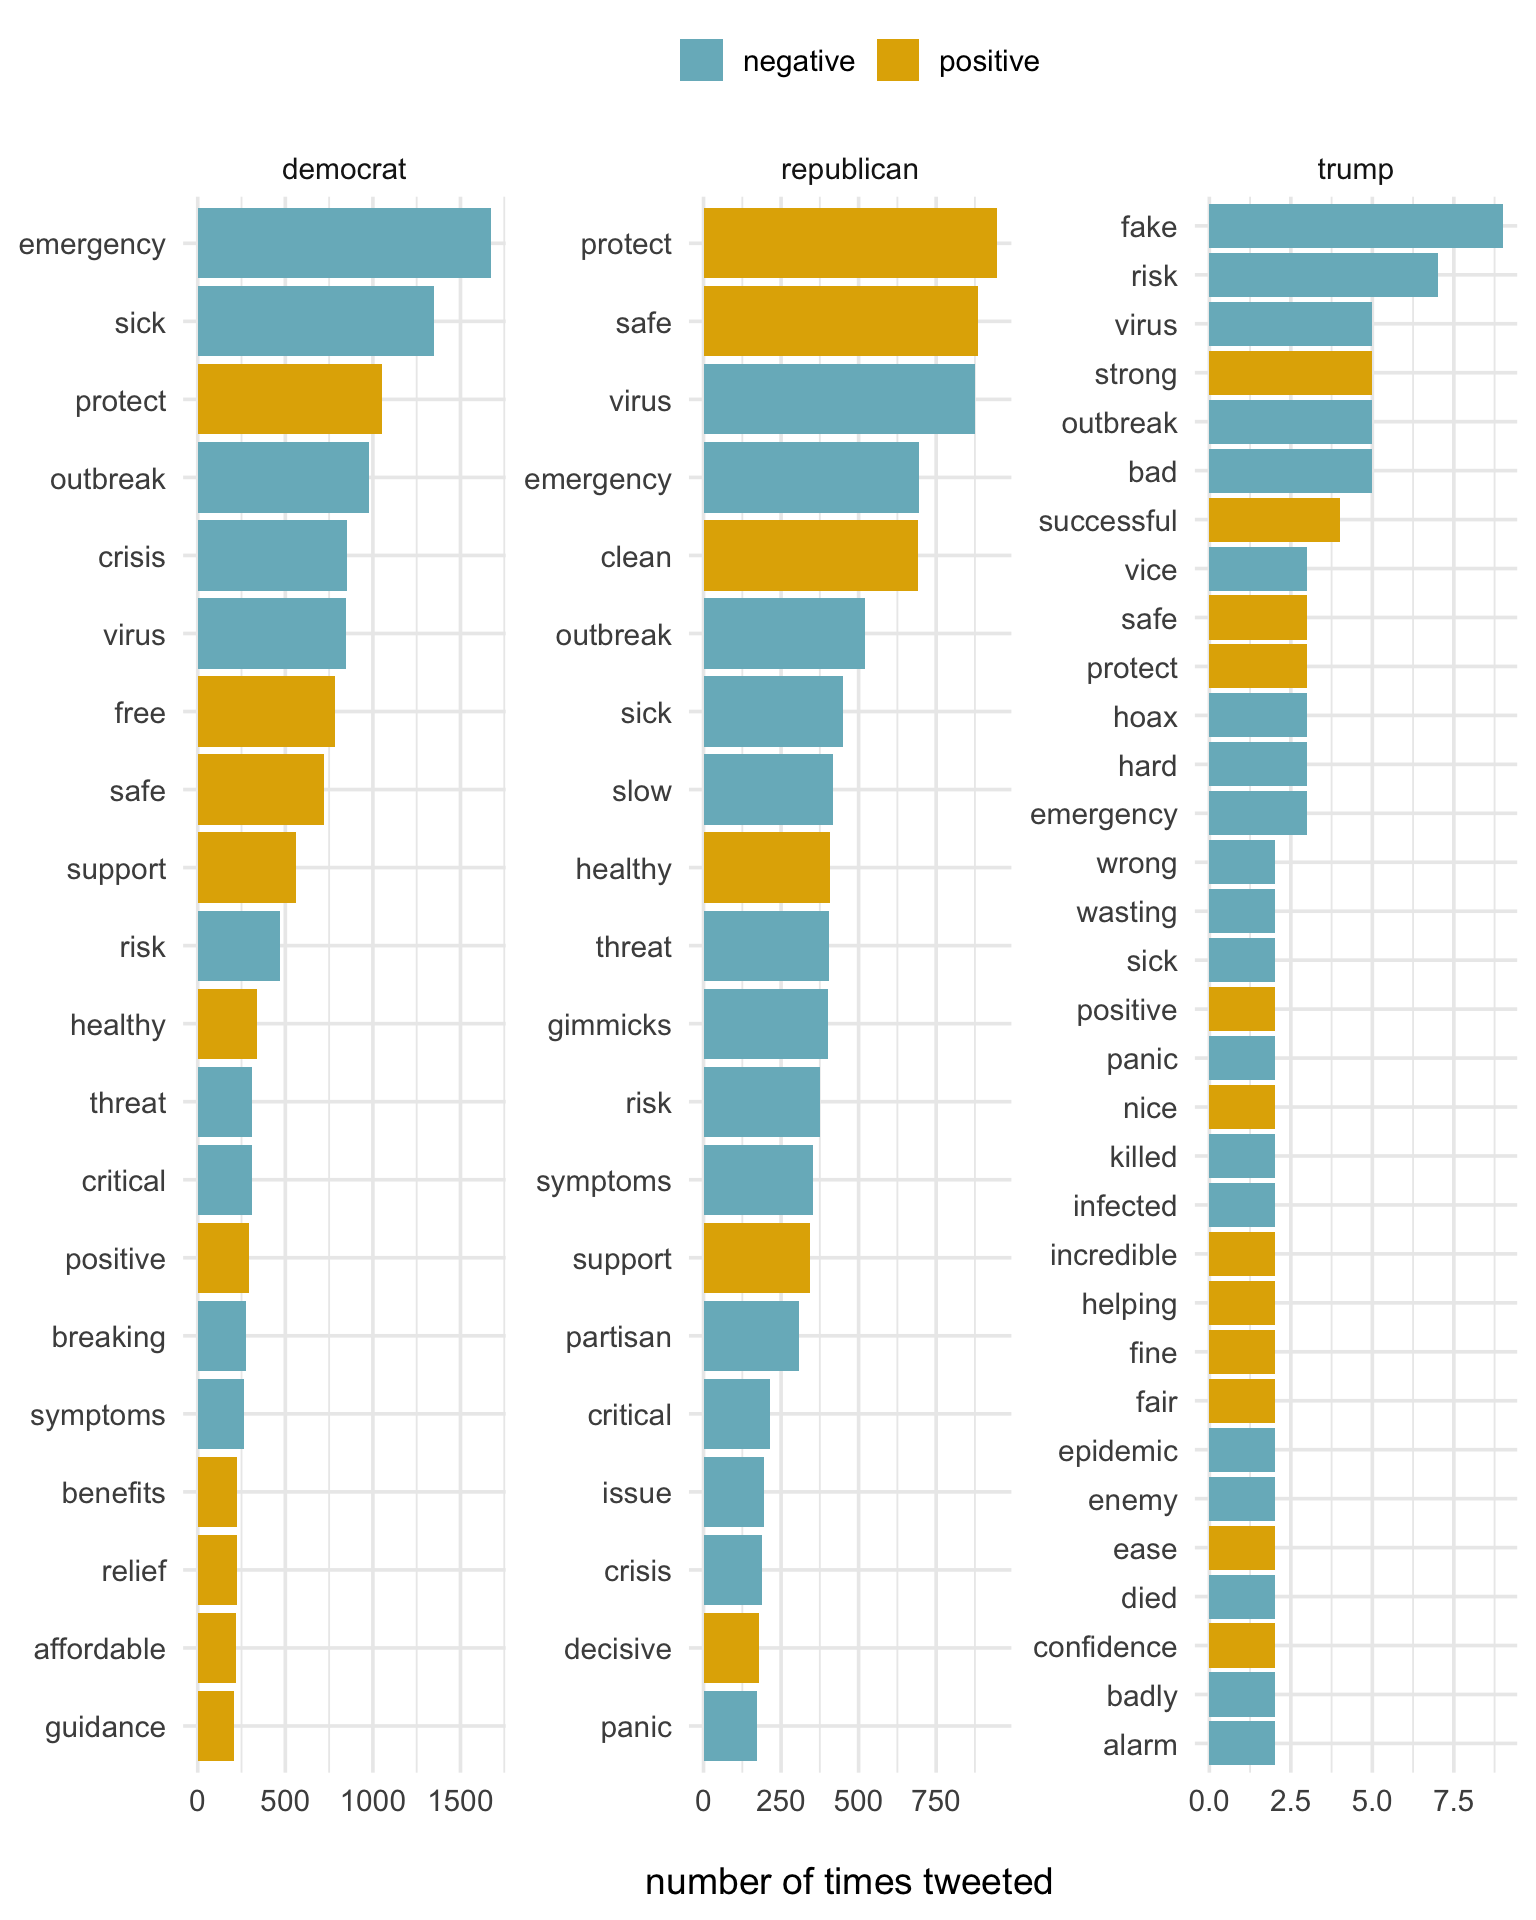 negative positive
democrat
emergency
sick
protect
outbreak
crisis
virus
free
safe
support
risk
healthy
threat
critical
positive
breaking
symptoms
benefits
relief
affordable
guidance
0 500 1000 1500
republican
protect
safe
virus
emergency
clean
outbreak
sick
slow
healthy
threat
gimmicks
risk
symptoms
support
partisan
critical
issue
crisis
decisive
panic
0 250 500 750
trump
fake
risk
virus
strong
outbreak
bad
successful
vice
safe
protect
hoax
hard
emergency
wrong
wasting
sick
positive
panic
nice
killed
infected
incredible
helping
fine
fair
epidemic
enemy
ease
died
confidence
badly
alarm
0.0 2.5 5.0 7.5
number of times tweeted